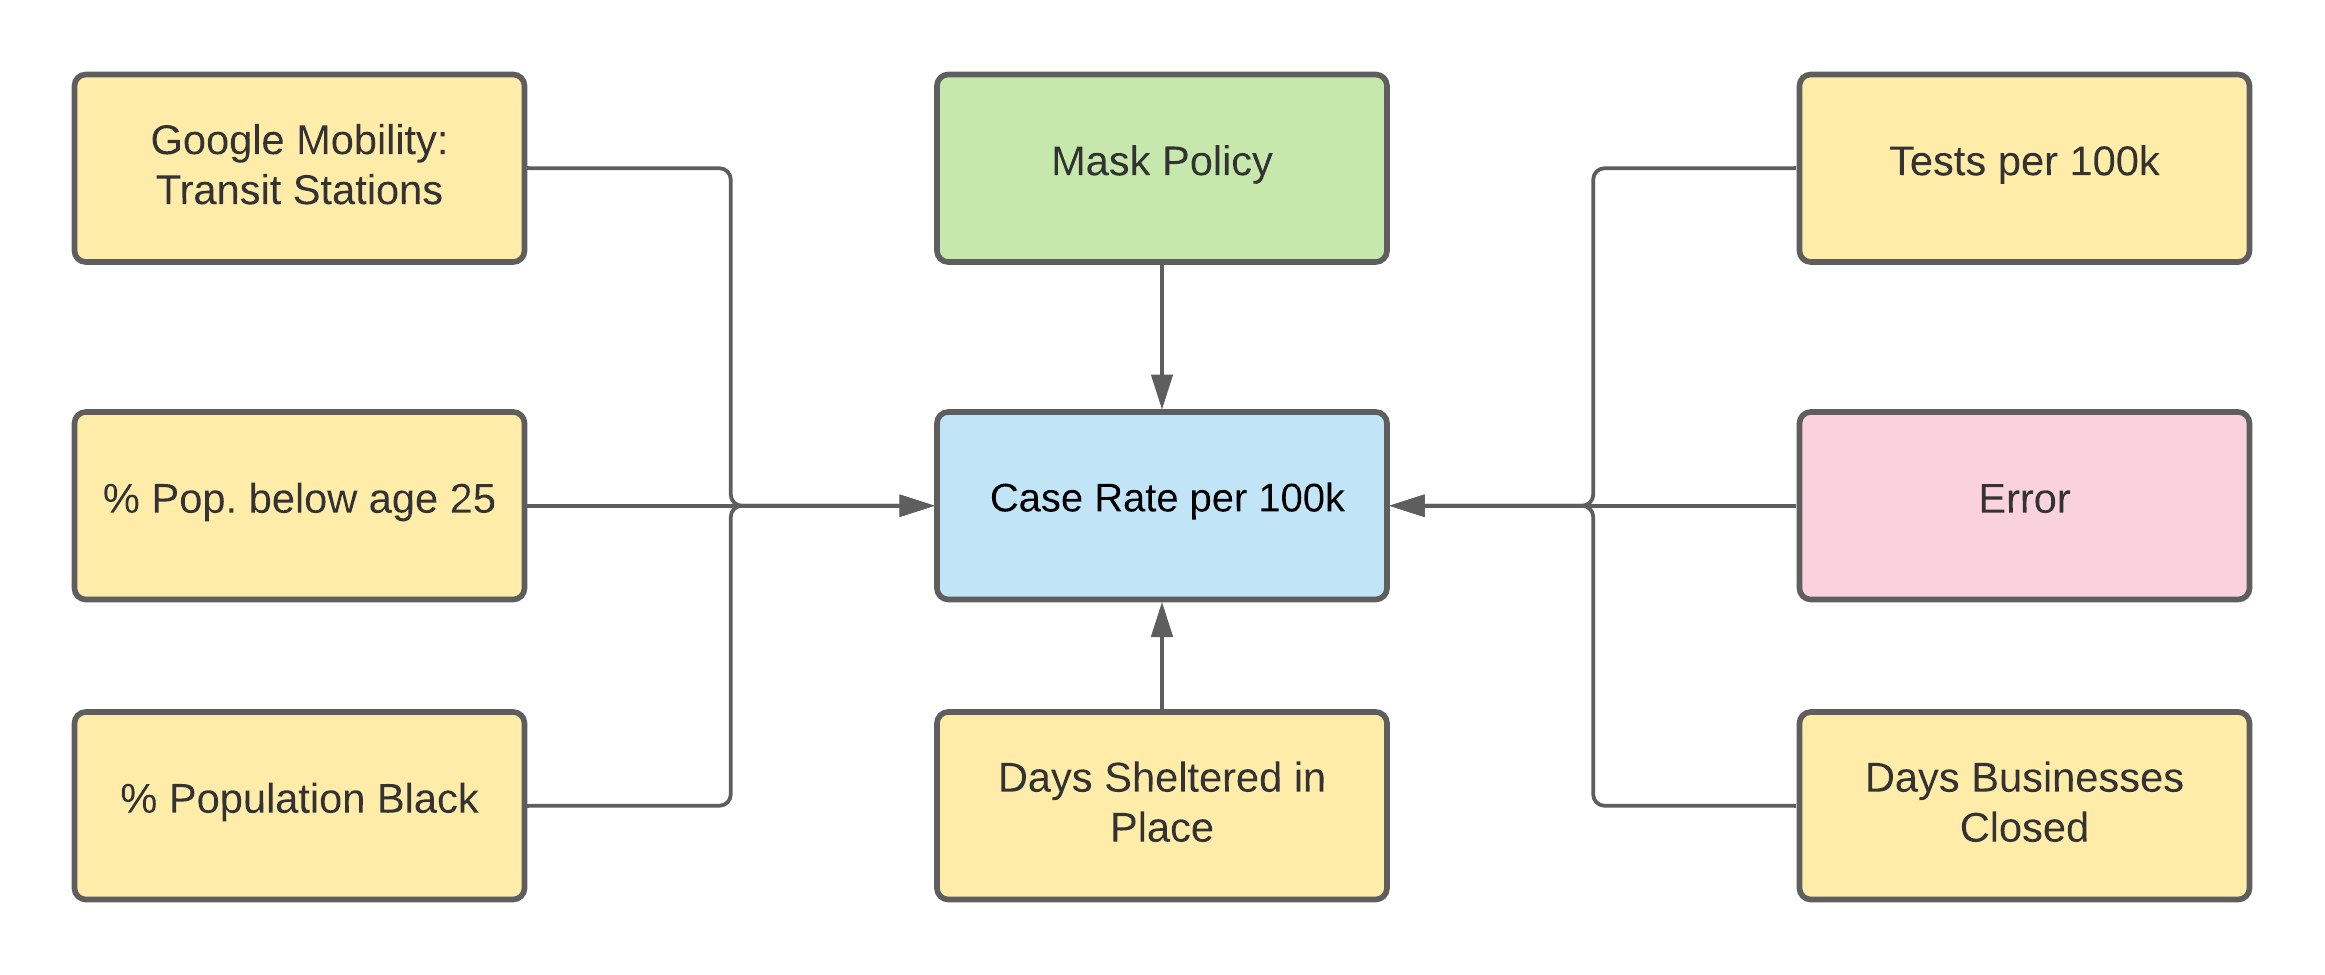 Google Mobility:
Transit Stations
Mask Policy
Tests per 100k
% Pop. below age 25
Case Rate per 100k
Error
% Population Black
Days Sheltered in
Place
Days Businesses
Closed